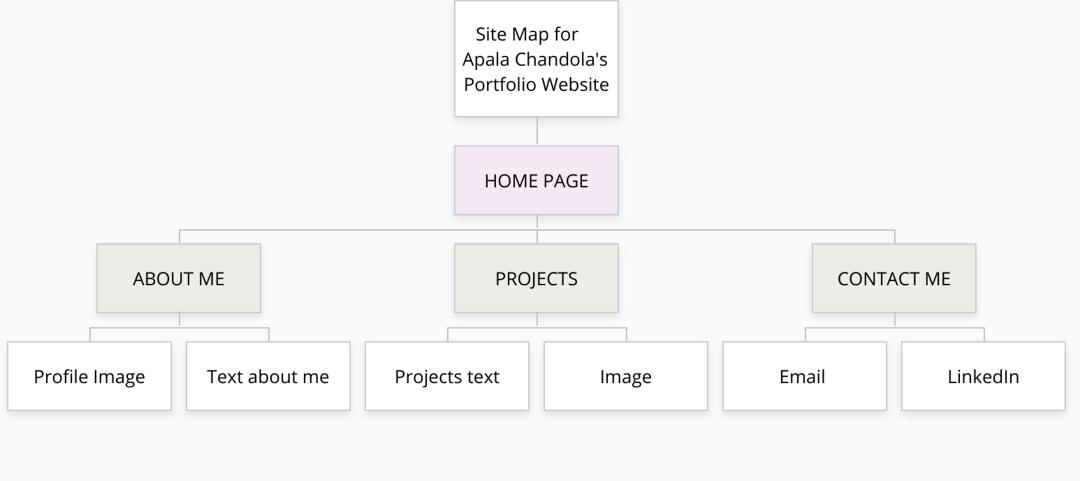 Site Map for
Apala Chandola's
Portfolio Website
HOME PAGE
ABOUT ME
PROJECTS
CONTACT ME
Profile Image
Text about me
Projects text
Image
Email
LinkedIn